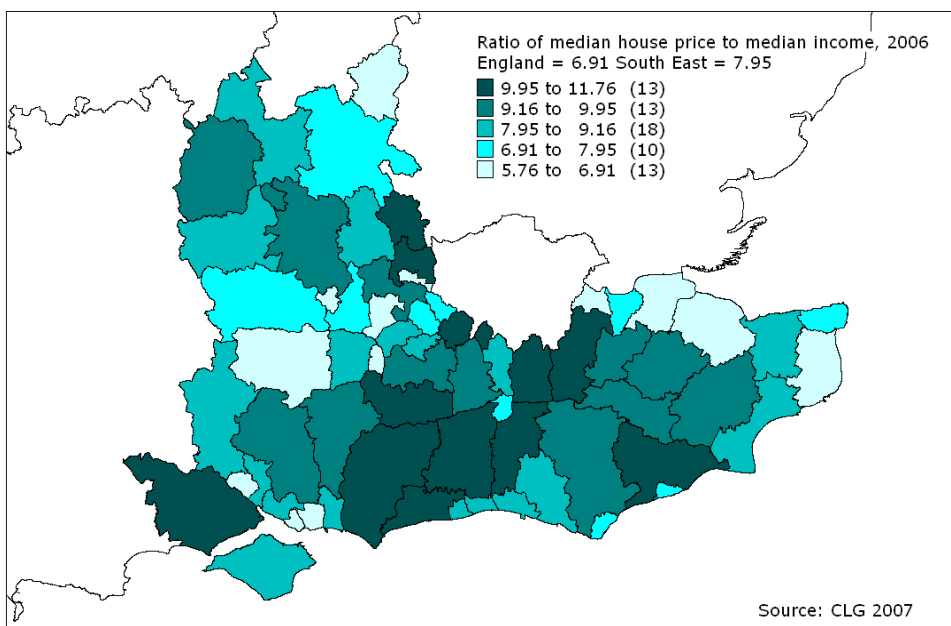 Ratio of median house price to median income, 2006
England = 6.91 South East = 7.95
9.95 to 11.76 (13)
9.16 to 9.95 (13)
7.95 to 9.16 (18)
6.91 to 7.95 (10)
5.76 to 6.91 (13)
Source: CLG 2007